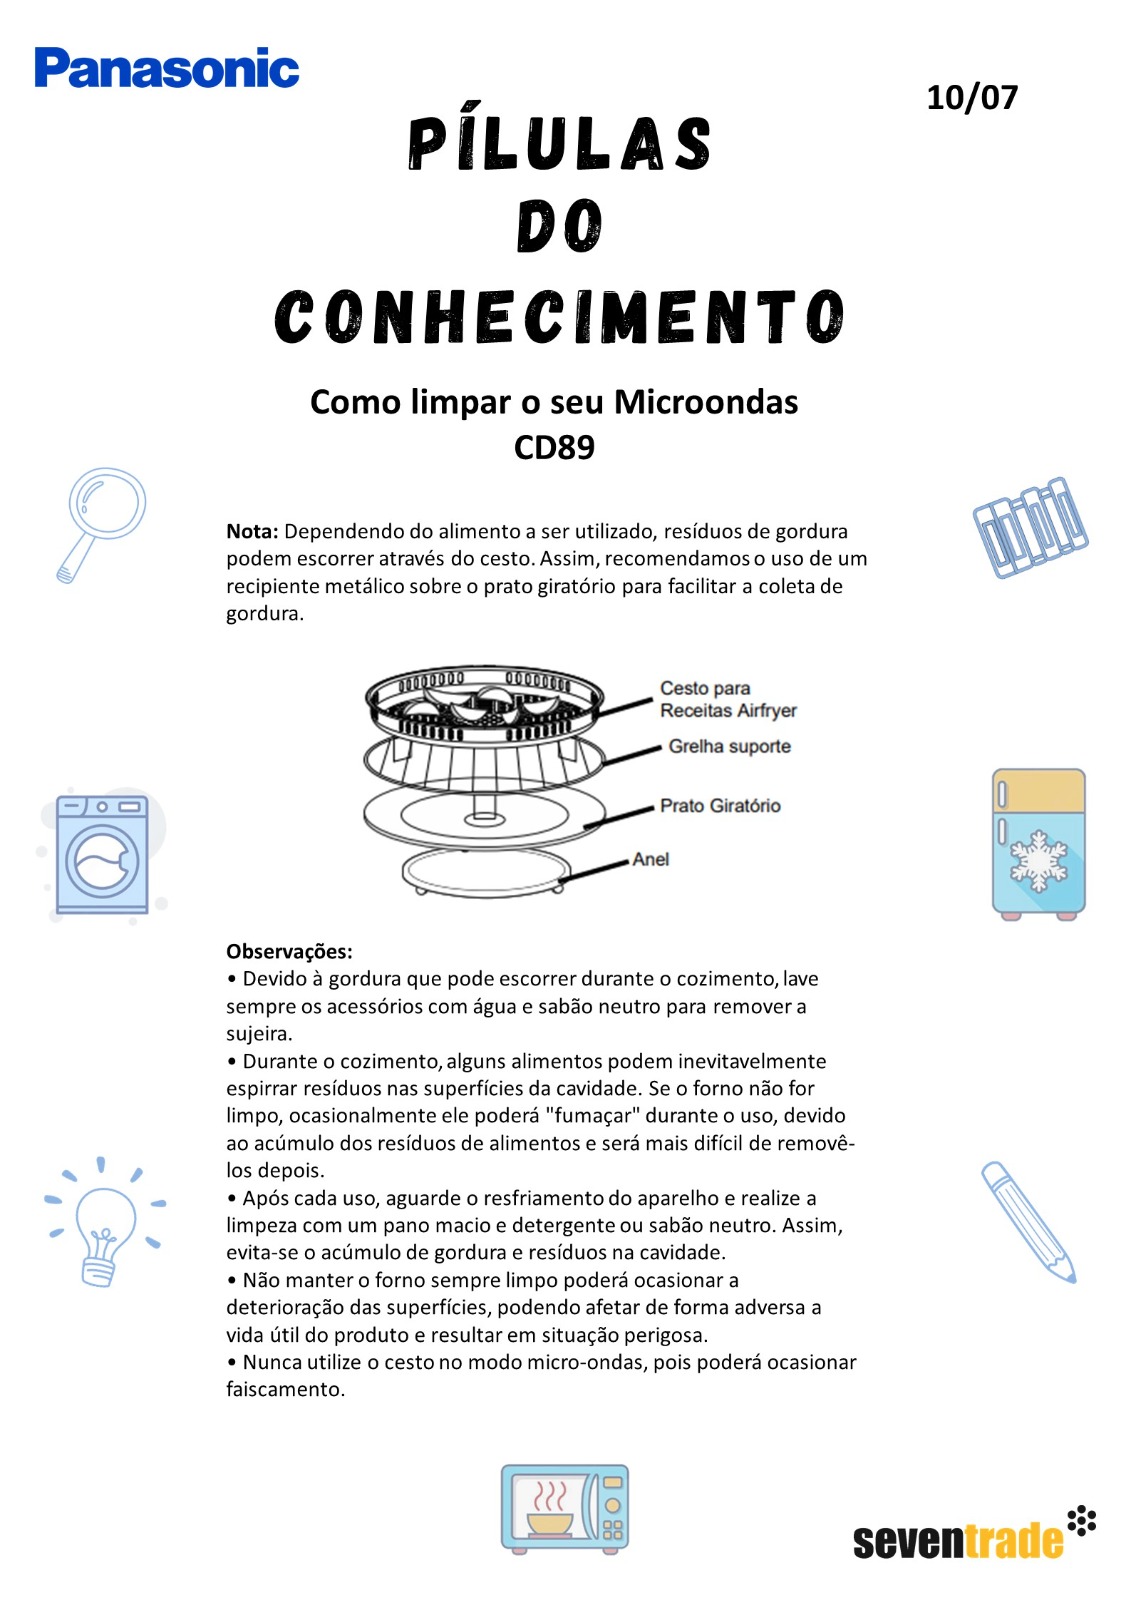 Panasonic
10/07
PÍLULAS
DO
CONHECIMENTO
Como limpar o seu Microondas
CD89
Nota: Dependendo do alimento a ser utilizado, resíduos de gordura
podem escorrer através do cesto. Assim, recomendamos o uso de um
recipiente metálico sobre o prato giratório para facilitar a coleta de
gordura.
Cesto para
Receitas Airfryer
Grelha suporte
Prato Giratório
Anel
Observações:
• Devido à gordura que pode escorrer durante o cozimento, lave
sempre os acessórios com água e sabão neutro para remover a
sujeira.
• Durante o cozimento, alguns alimentos podem inevitavelmente
espirrar resíduos nas superfícies da cavidade. Se o forno não for
limpo, ocasionalmente ele poderá "fumaçar" durante o uso, devido
ao acúmulo dos resíduos de alimentos e será mais difícil de removê-
los depois.
• Após cada uso, aguarde o resfriamento do aparelho e realize a
limpeza com um pano macio e detergente ou sabão neutro. Assim,
evita-se o acúmulo de gordura e resíduos na cavidade.
• Não manter o forno sempre limpo poderá ocasionar a
deterioração das superfícies, podendo afetar de forma adversa a
vida útil do produto e resultar em situação perigosa.
• Nunca utilize o cesto no modo micro-ondas, pois poderá ocasionar
faiscamento.
seventrade